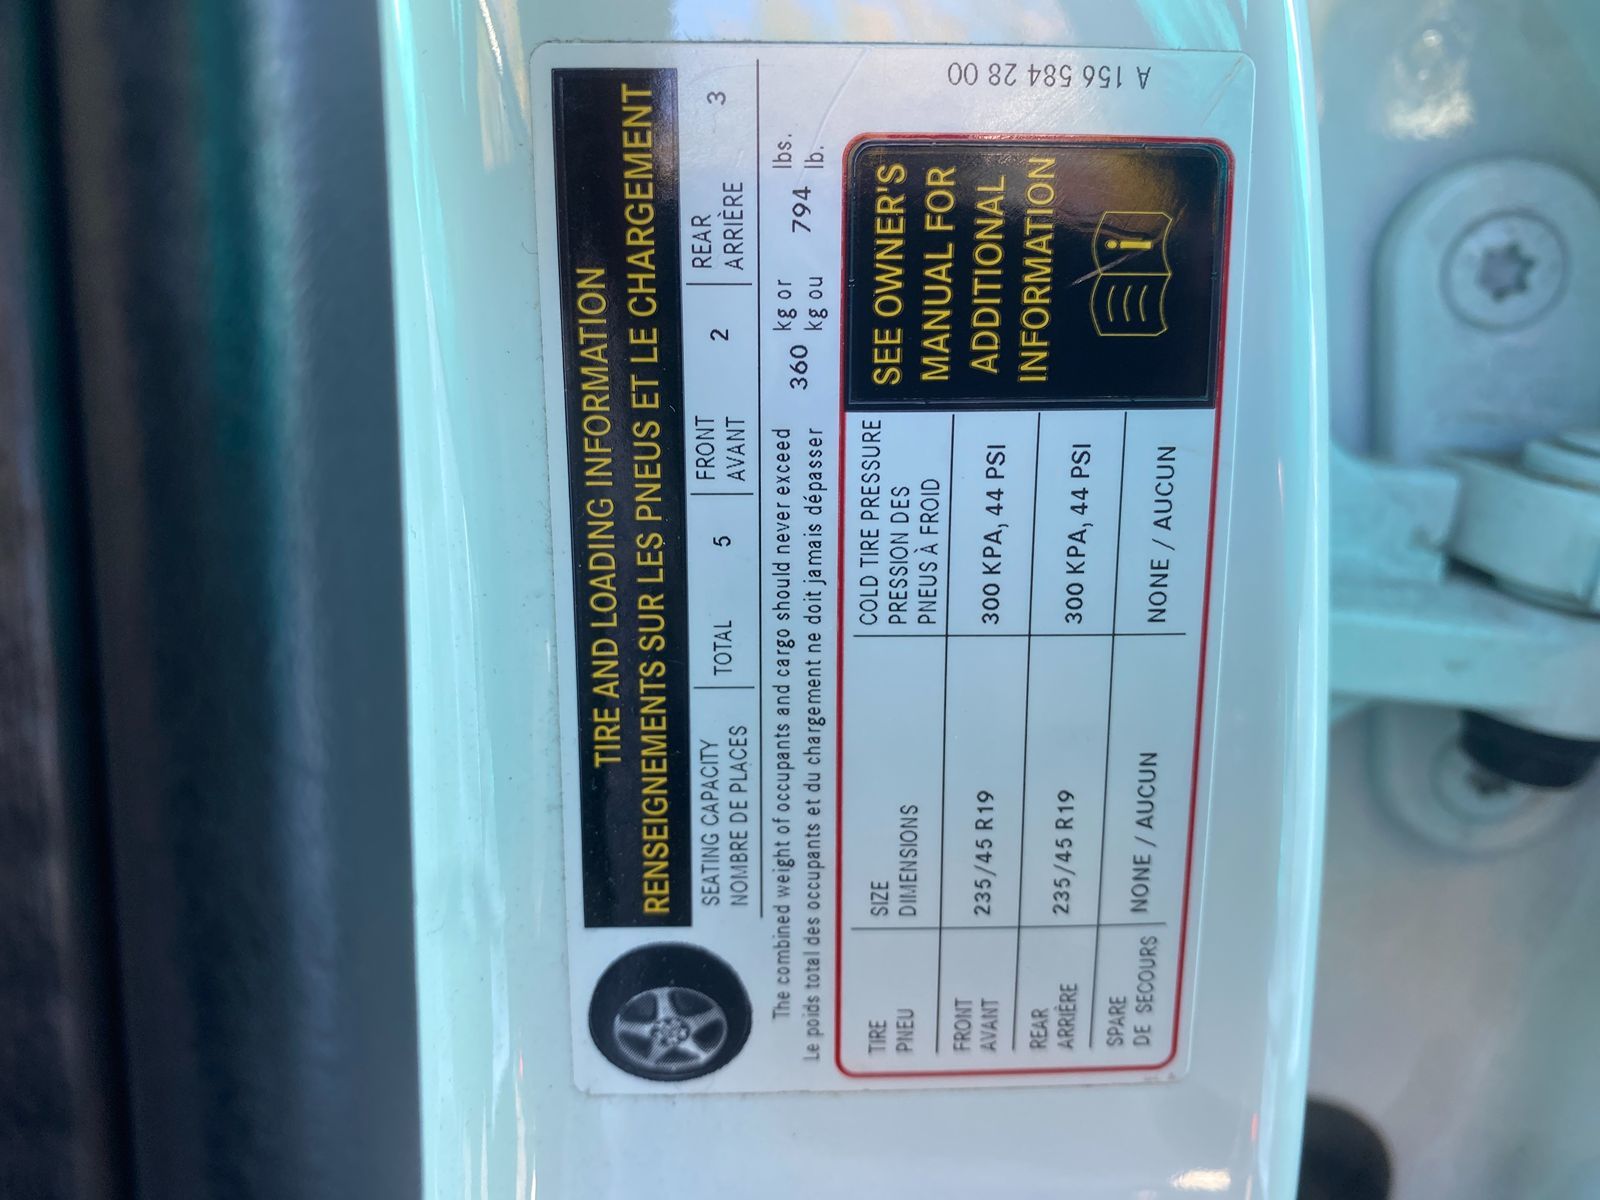 TIRE AND LOADING INFORMATION
RENSEIGNEMENTS SUR LES PNEUS ET LE CHARGEMENT
SEATING CAPACITY | TOTAL 5 | FRONT 2 | REAR 3
NOMBRE DE PLACES | AVANT | ARRIÈRE
The combined weight of occupants and cargo should never exceed 360 kg or 794 lbs.
Le poids total des occupants et du chargement ne doit jamais dépasser kg ou lb.
TIRE SIZE COLD TIRE PRESSURE
PNEU DIMENSIONS PRESSION DES
PNEUS À FROID
FRONT 235/45 R19 300 KPA, 44 PSI
AVANT
REAR 235/45 R19 300 KPA, 44 PSI
ARRIÈRE
SPARE NONE / AUCUN NONE / AUCUN
DE SECOURS
SEE OWNER'S
MANUAL FOR
ADDITIONAL
INFORMATION
i
A 156 584 28 00